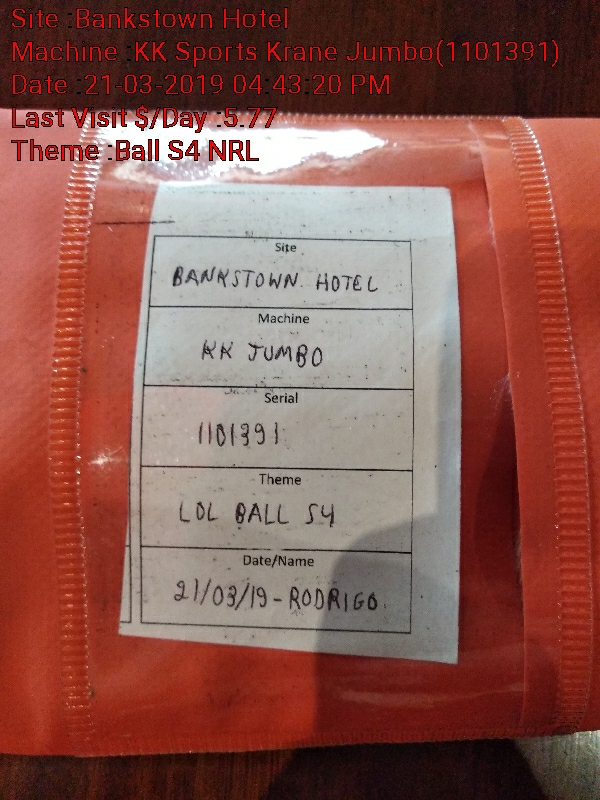 Site :Bankstown Hotel
Machine :KK Sports Krane Jumbo(1101391)
Date :21-03-2019 04:43:20 PM
Last Visit $/Day :5.77
Theme :Ball S4 NRL
Site
BANKSTOWN HOTEL
Machine
KK JUMBO
Serial
1101391
Theme
LOL BALL S4
Date/Name
21/03/19-RODRIGO